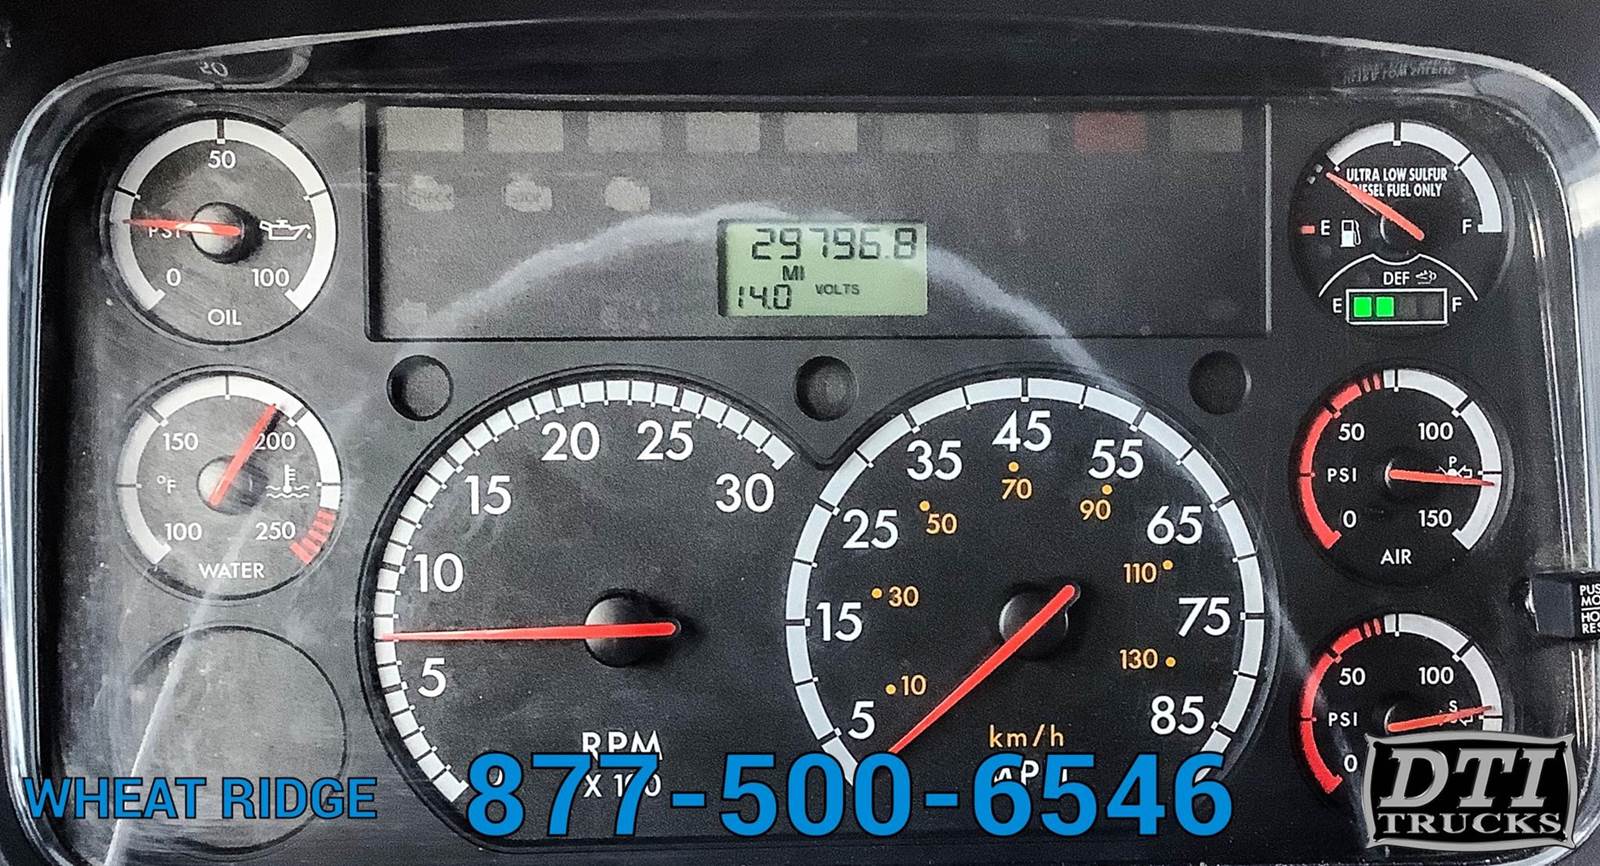 50
PSI
0 100
OIL
29796.8
MI
14.0 VOLTS
ULTRA LOW SULFUR
DIESEL FUEL ONLY
E F
DEF
E F
150 200
°F
100 250
WATER
5 10 15 20 25 30
RPM
X 100
5 15 25 35 45 55 65 75 85
10 30 50 70 90 110 130
km/h
MPH
50 100
PSI P
0 150
AIR
50 100
PSI S
0
WHEAT RIDGE
877-500-6546
DTI
TRUCKS